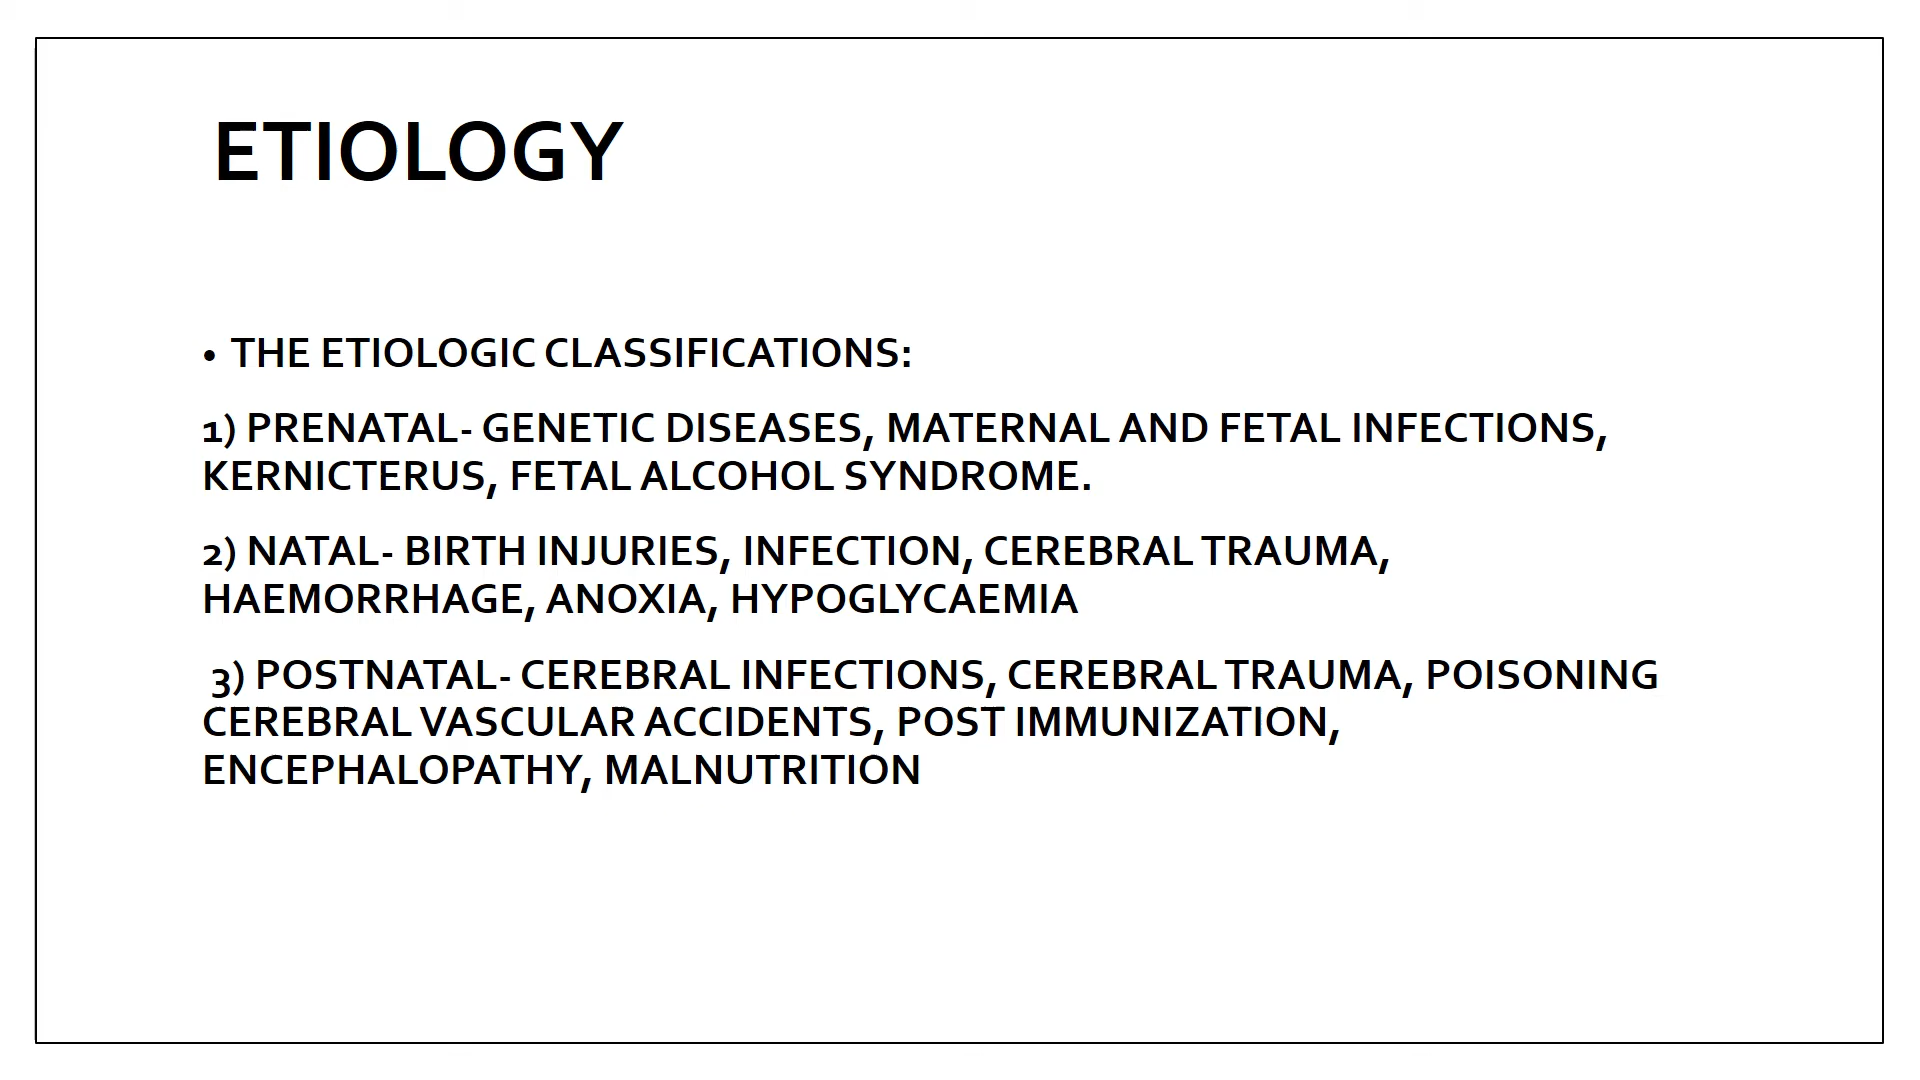 ETIOLOGY
• THE ETIOLOGIC CLASSIFICATIONS:
1) PRENATAL- GENETIC DISEASES, MATERNAL AND FETAL INFECTIONS,
KERNICTERUS, FETAL ALCOHOL SYNDROME.
2) NATAL- BIRTH INJURIES, INFECTION, CEREBRAL TRAUMA,
HAEMORRHAGE, ANOXIA, HYPOGLYCAEMIA
3) POSTNATAL- CEREBRAL INFECTIONS, CEREBRAL TRAUMA, POISONING
CEREBRAL VASCULAR ACCIDENTS, POST IMMUNIZATION,
ENCEPHALOPATHY, MALNUTRITION